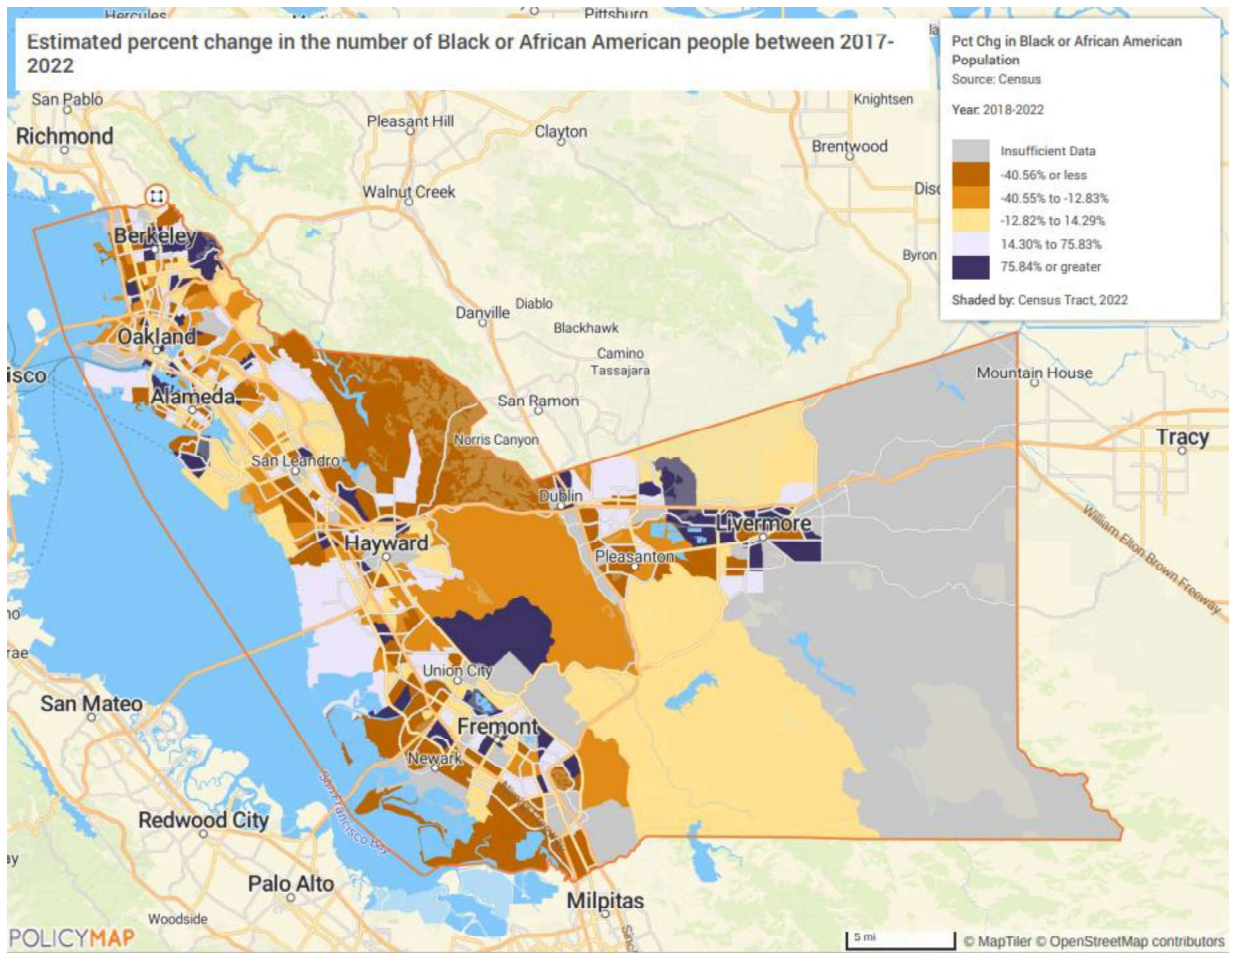 Hercules
Pittsburg
Estimated percent change in the number of Black or African American people between 2017-
2022
Pct Chg in Black or African American
Population
Source: Census
Year: 2018-2022
Insufficient Data
-40.56% or less
-40.55% to -12.83%
-12.82% to 14.29%
14.30% to 75.83%
75.84% or greater
Shaded by: Census Tract, 2022
San Pablo
Knightsen
Richmond
Pleasant Hill
Clayton
Brentwood
Walnut Creek
Disc
Berkeley
Byron
Diablo
Danville
Blackhawk
Oakland
Camino
Tassajara
isco
Mountain House
Alameda
San Ramon
Norris Canyon
Tracy
San Leandro
Dublin
Livermore
William Elton Brown Freeway
Hayward
Pleasanton
no
rae
Union City
San Mateo
Fremont
Newark
San Francisco Bay
Redwood City
ay
Palo Alto
Milpitas
Woodside
POLICYMAP
5 mi
© MapTiler © OpenStreetMap contributors